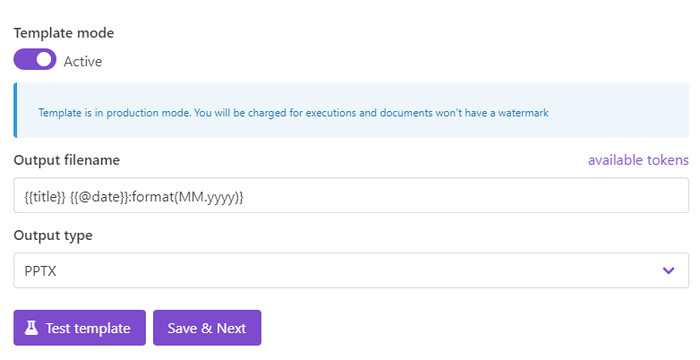 Template mode
Active
Template is in production mode. You will be charged for executions and documents won't have a watermark
Output filename
available tokens
{{title}} {{@date}}:format(MM.yyyy)}
Output type
PPTX
Test template
Save & Next